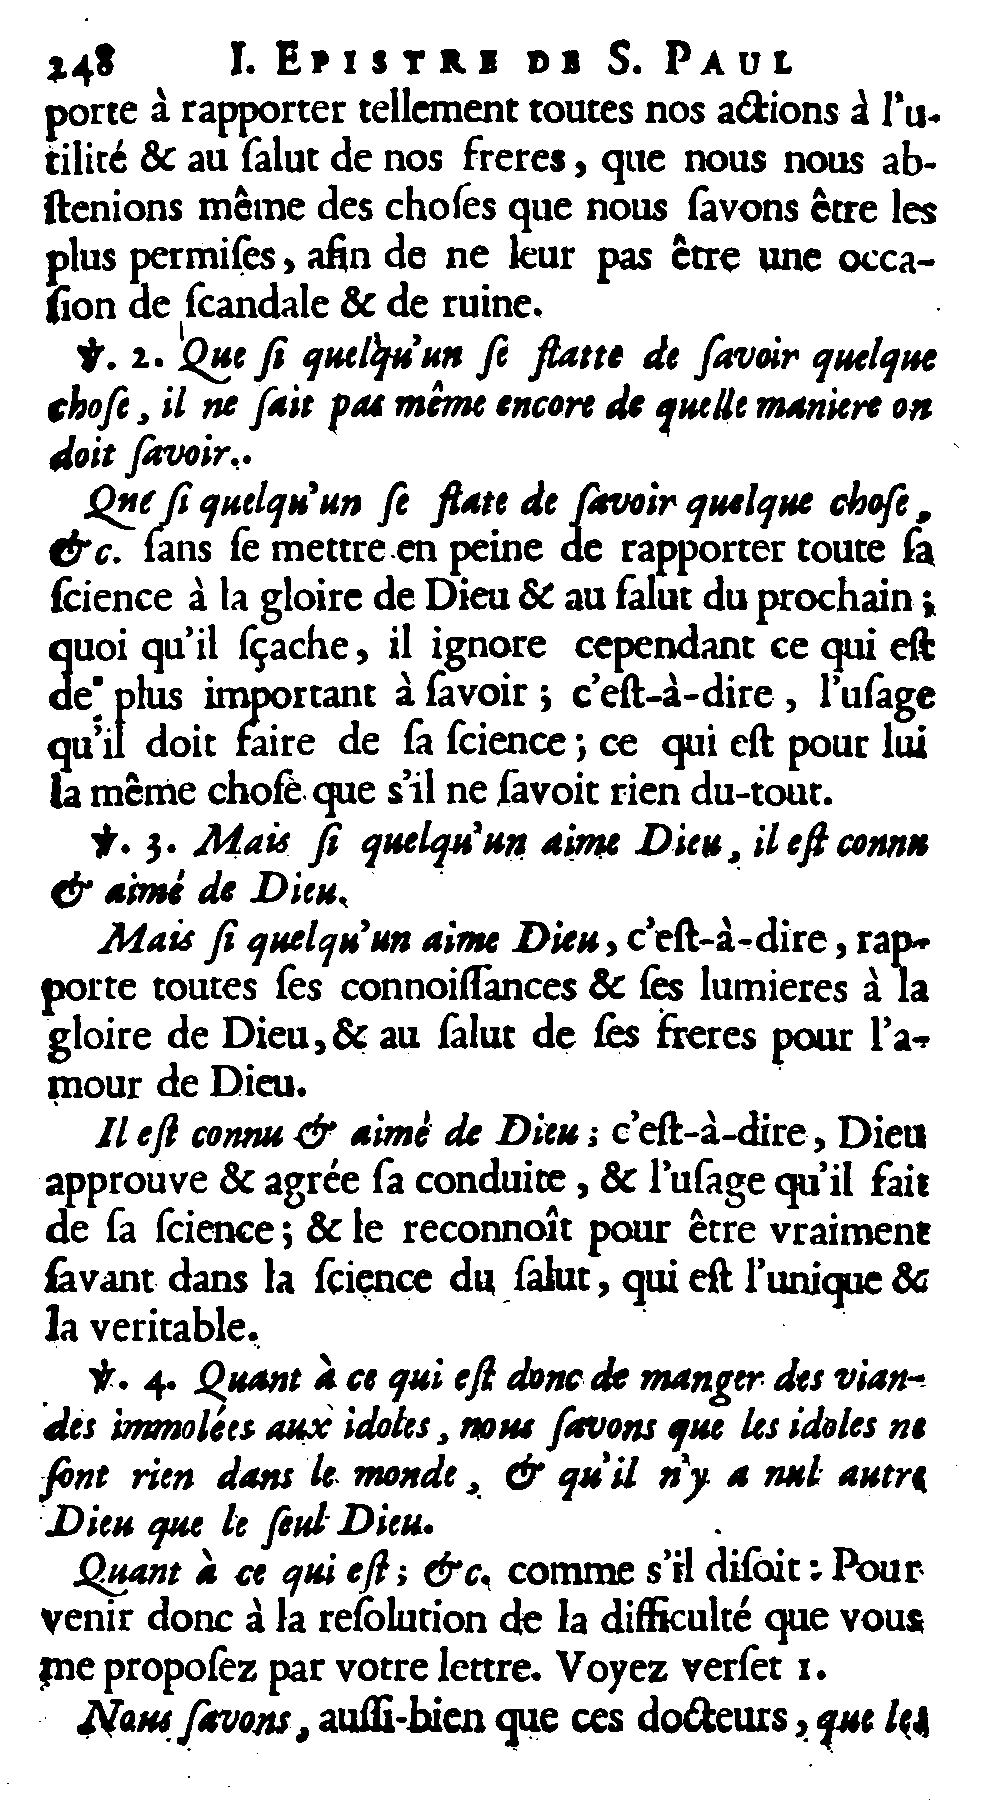 248 I. EPISTRE DE S. PAUL
porte à rapporter tellement toutes nos actions à l'u-
tilité & au ſalut de nos freres, que nous nous ab-
ſtenions même des choſes que nous ſavons être les
plus permiſes, afin de ne leur pas être une occa-
ſion de ſcandale & de ruine.
℣. 2. Que ſi quelqu'un ſe flatte de ſavoir quelque
choſe, il ne ſait pas même encore de quelle maniere on
doit ſavoir.
Que ſi quelqu'un ſe flate de ſavoir quelque choſe,
&c. ſans ſe mettre en peine de rapporter toute ſa
ſcience à la gloire de Dieu & au ſalut du prochain;
quoi qu'il ſçache, il ignore cependant ce qui eſt
de plus important à ſavoir; c'eſt-à-dire, l'uſage
qu'il doit faire de ſa ſcience; ce qui eſt pour lui
la même choſe que s'il ne ſavoit rien du-tout.
℣. 3. Mais ſi quelqu'un aime Dieu, il eſt connu
& aimé de Dieu.
Mais ſi quelqu'un aime Dieu, c'eſt-à-dire, rap-
porte toutes ſes connoiſſances & ſes lumieres à la
gloire de Dieu, & au ſalut de ſes freres pour l'a-
mour de Dieu.
Il eſt connu & aimé de Dieu; c'eſt-à-dire, Dieu
approuve & agrée ſa conduite, & l'uſage qu'il fait
de ſa ſcience; & le reconnoît pour être vraiment
ſavant dans la ſcience du ſalut, qui eſt l'unique &
la veritable.
℣. 4. Quant à ce qui eſt donc de manger des vian-
des immolées aux idoles, nous ſavons que les idoles ne
ſont rien dans le monde, & qu'il n'y a nul autre
Dieu que le ſeul Dieu.
Quant à ce qui eſt; &c. comme s'il diſoit: Pour
venir donc à la reſolution de la difficulté que vous
me propoſez par votre lettre. Voyez verſet 1.
Nous ſavons, auſſi-bien que ces docteurs, que les